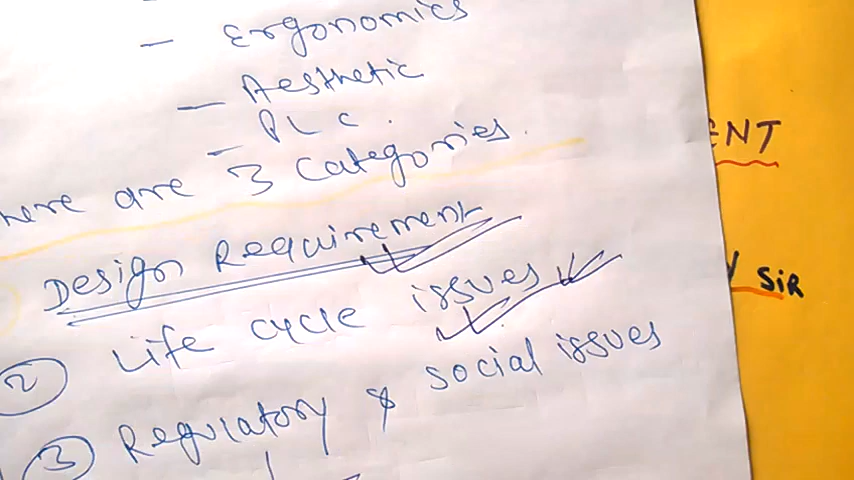 — Ergonomics
— Aesthetic
— PLC.
here are 3 Categories.
Design Requirement
② Life cycle issues
③ Regulatory & social issues
ENT
SIR